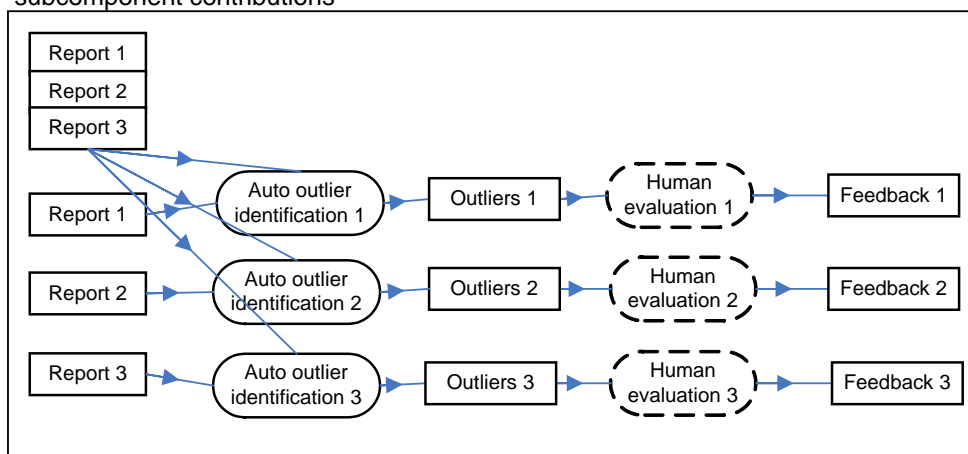 subcomponent contributions
Report 1
Report 2
Report 3
Report 1
Auto outlier
identification 1
Outliers 1
Human
evaluation 1
Feedback 1
Report 2
Auto outlier
identification 2
Outliers 2
Human
evaluation 2
Feedback 2
Report 3
Auto outlier
identification 3
Outliers 3
Human
evaluation 3
Feedback 3